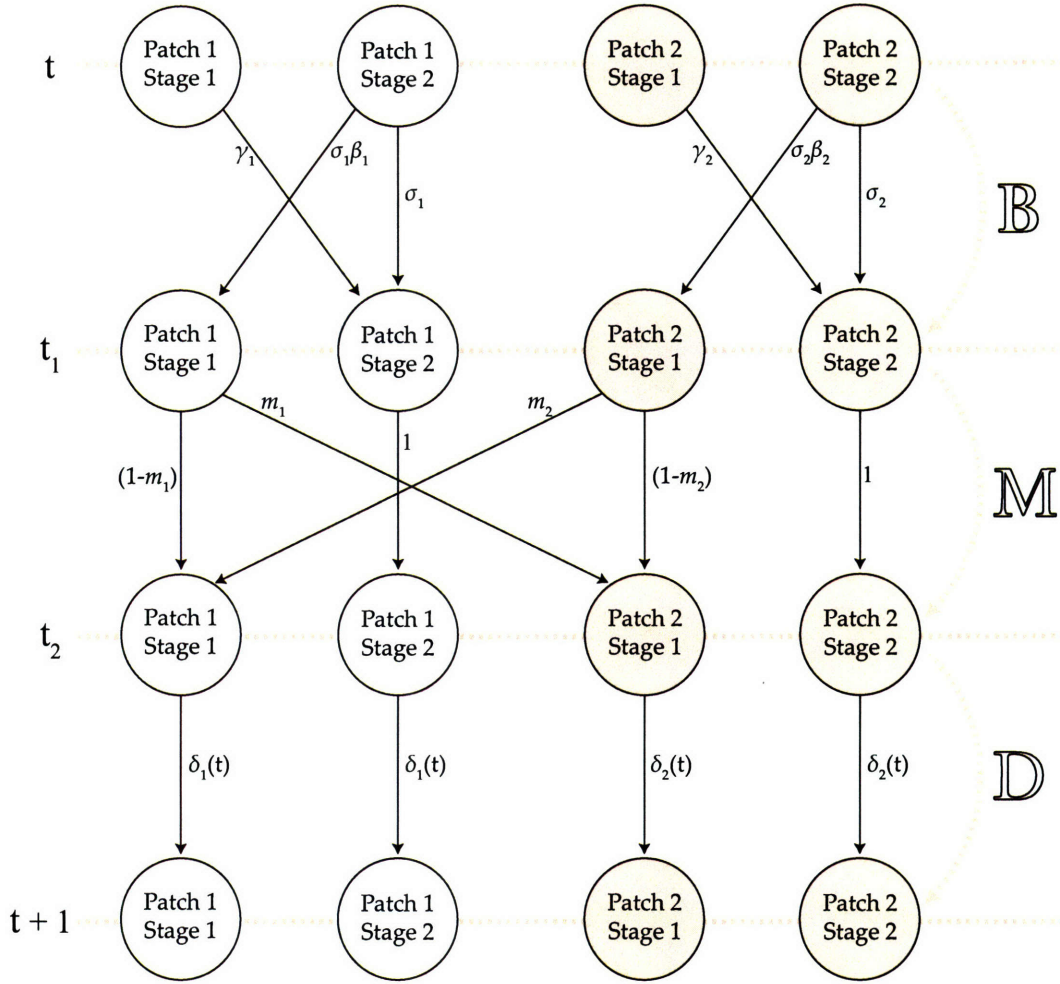 t
Patch 1
Stage 1
Patch 1
Stage 2
Patch 2
Stage 1
Patch 2
Stage 2
γ₁
σ₁β₁
σ₁
γ₂
σ₂β₂
σ₂
B
t₁
Patch 1
Stage 1
Patch 1
Stage 2
Patch 2
Stage 1
Patch 2
Stage 2
(1-m₁)
m₁
1
m₂
(1-m₂)
1
M
t₂
Patch 1
Stage 1
Patch 1
Stage 2
Patch 2
Stage 1
Patch 2
Stage 2
δ₁(t)
δ₁(t)
δ₂(t)
δ₂(t)
D
t + 1
Patch 1
Stage 1
Patch 1
Stage 2
Patch 2
Stage 1
Patch 2
Stage 2